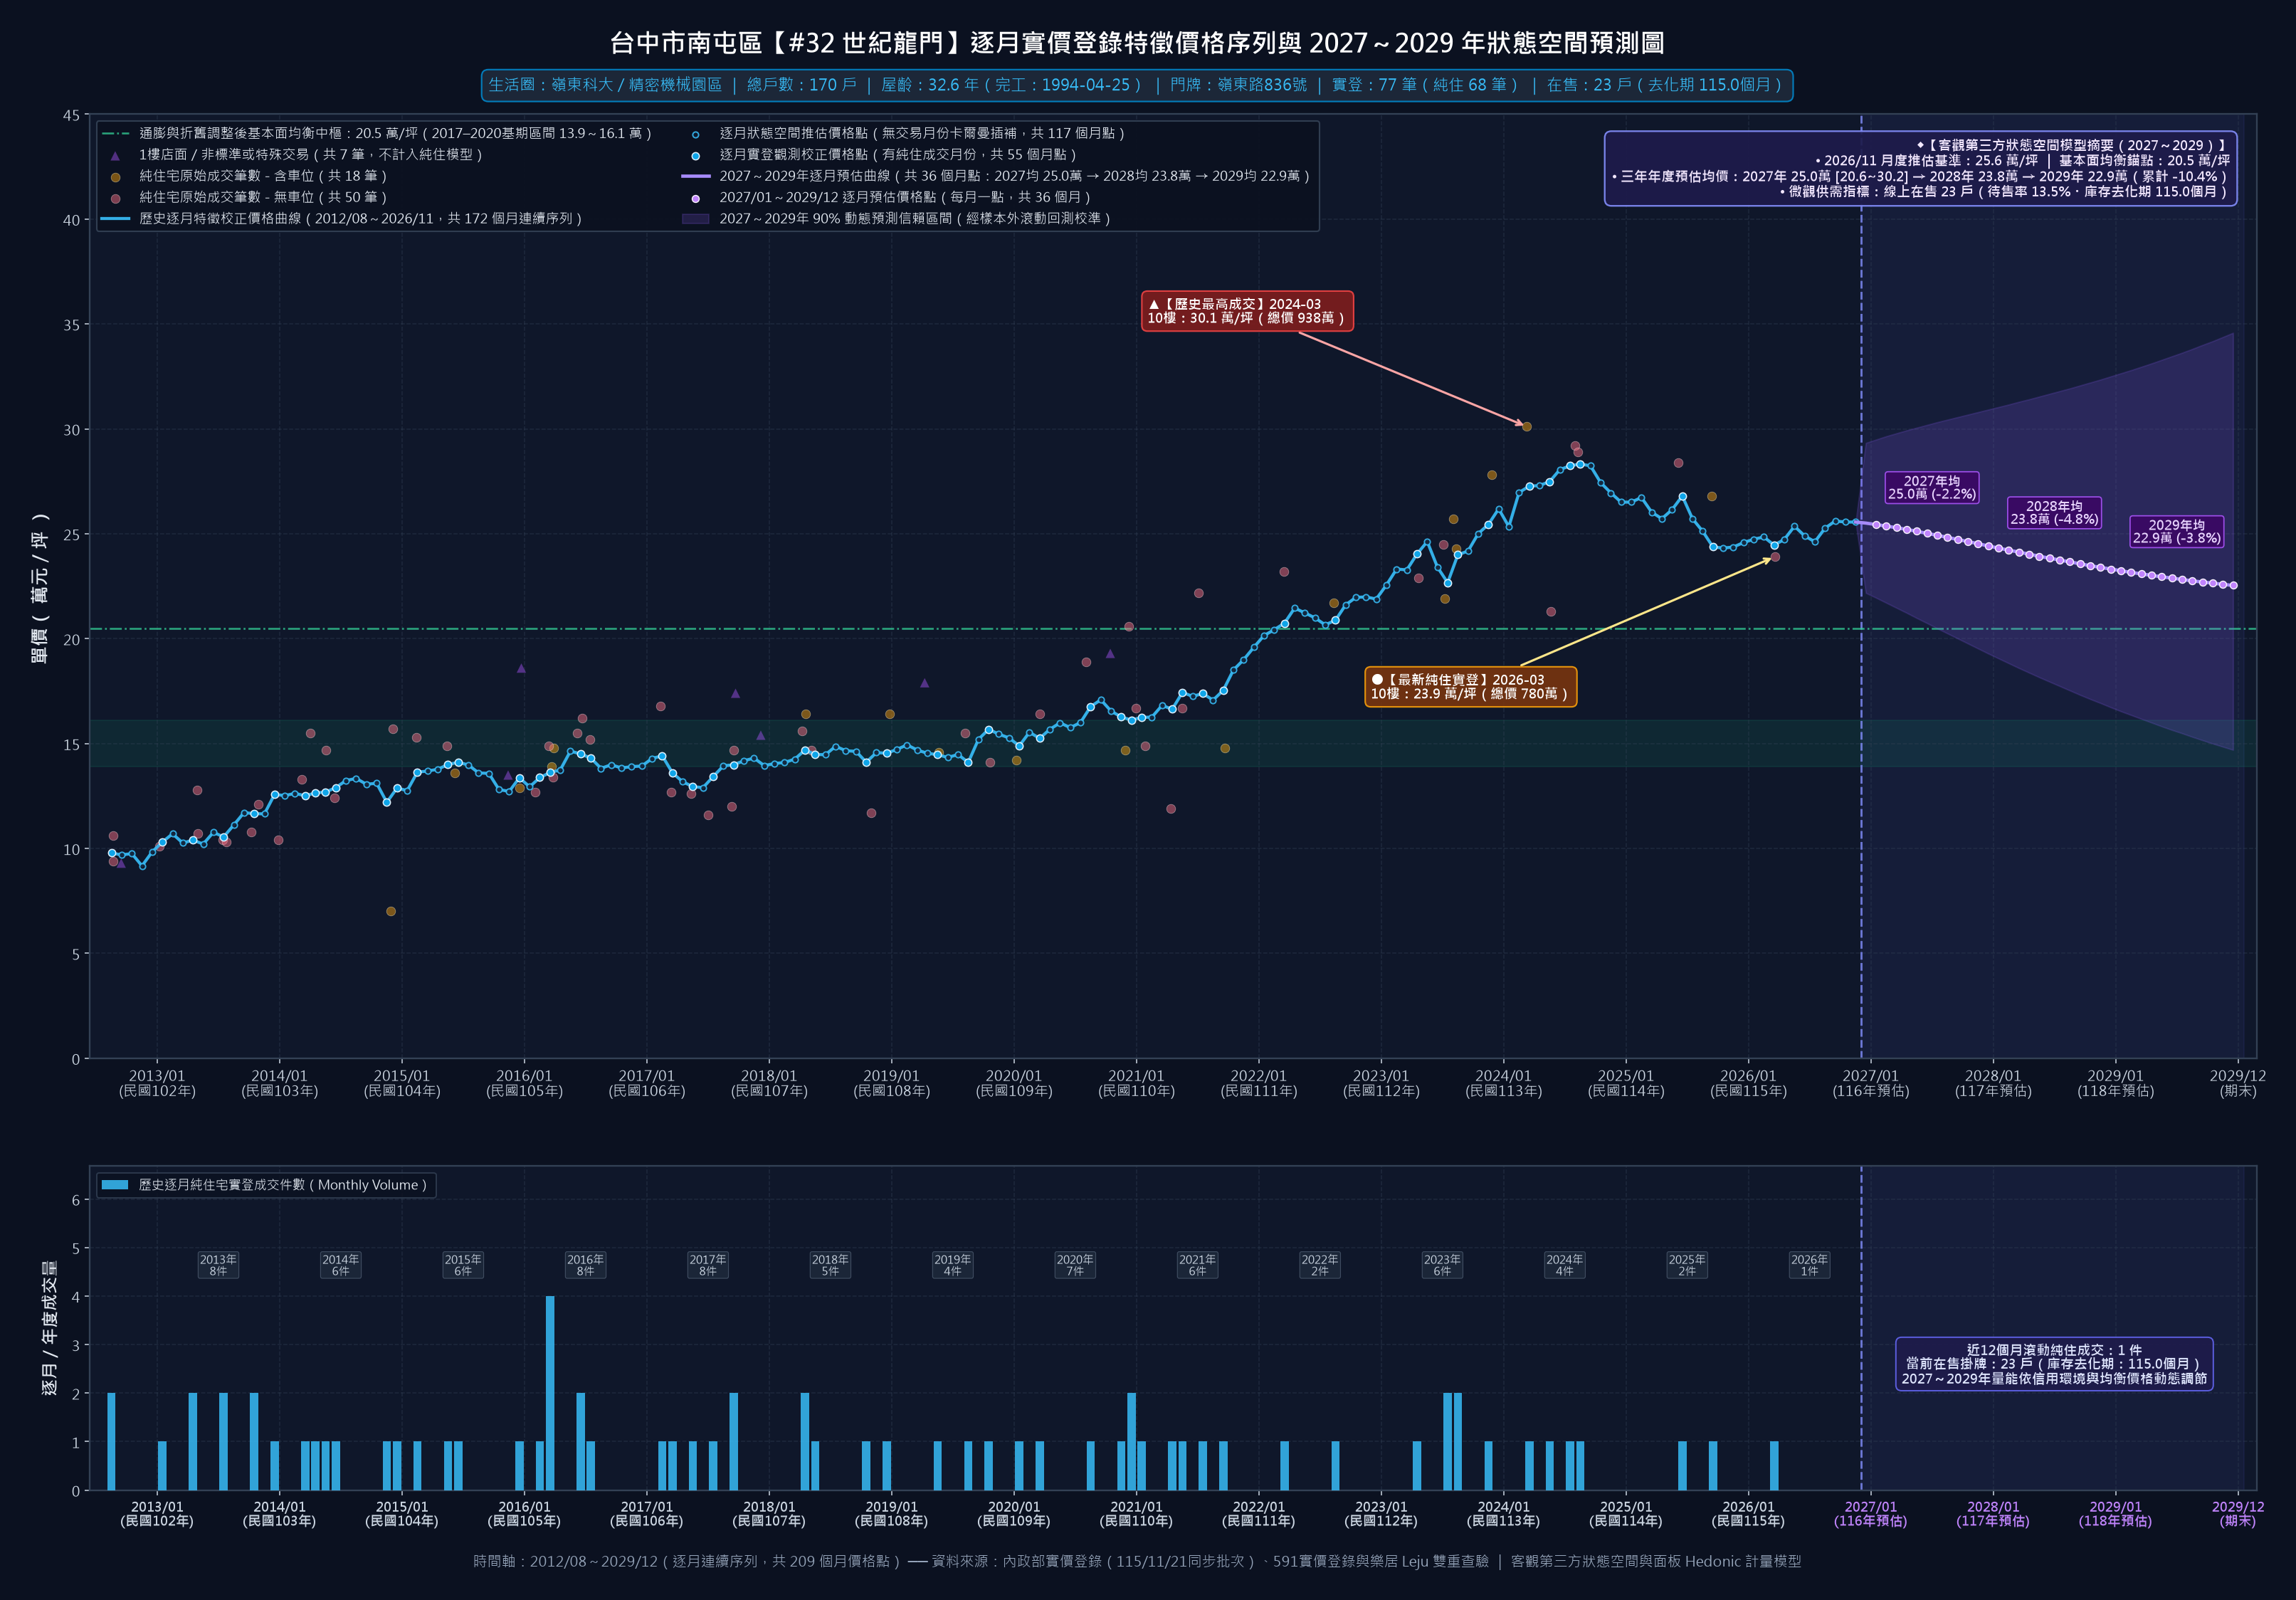 台中市南屯區【#32 世紀龍門】逐月實價登錄特徵價格序列與 2027～2029 年狀態空間預測圖
生活圈：嶺東科大 / 精密機械園區 ｜ 總戶數：170 戶 ｜ 屋齡：32.6 年 ( 完工：1994-04-25 ) ｜ 門牌：嶺東路836號 ｜ 實登：77 筆 ( 純住 68 筆 ) ｜ 在售：23 戶 ( 去化期 115.0個月 )
通膨與折舊調整後基本面均衡中樞：20.5 萬/坪 ( 2017–2020基期區間 13.9～16.1 萬 )
1樓店面 / 非標準或特殊交易 ( 共 7 筆，不計入純住模型 )
純住宅原始成交筆數 - 含車位 ( 共 18 筆 )
純住宅原始成交筆數 - 無車位 ( 共 50 筆 )
歷史逐月特徵校正價格曲線 ( 2012/08～2026/11，共 172 個月連續序列 )
逐月狀態空間推估價格點 ( 無交易月份卡爾曼插補，共 117 個月點 )
逐月實登觀測校正價格點 ( 有純住成交月份，共 55 個月點 )
2027～2029年逐月預估曲線 ( 共 36 個月點：2027均 25.0萬 → 2028均 23.8萬 → 2029均 22.9萬 )
2027/01～2029/12 逐月預估價格點 ( 每月一點，共 36 個月 )
2027～2029年 90% 動態預測信賴區間 ( 經樣本外滾動回測校準 )
◆【 客觀第三方狀態空間模型摘要 ( 2027～2029 ) 】
• 2026/11 月度推估基準：25.6 萬/坪 ｜ 基本面均衡錨點：20.5 萬/坪
• 三年年度預估均價：2027年 25.0萬 [20.6~30.2] → 2028年 23.8萬 → 2029年 22.9萬 ( 累計 -10.4% )
• 微觀供需指標：線上在售 23 戶 ( 待售率 13.5%．庫存去化期 115.0個月 )
單價 ( 萬元 / 坪 )
45
40
35
30
25
20
15
10
5
0
▲【歷史最高成交】2024-03
10樓：30.1 萬/坪 ( 總價 938萬 )
●【最新純住實登】2026-03
10樓：23.9 萬/坪 ( 總價 780萬 )
2027年均
25.0萬 (-2.2%)
2028年均
23.8萬 (-4.8%)
2029年均
22.9萬 (-3.8%)
2013/01 2014/01 2015/01 2016/01 2017/01 2018/01 2019/01 2020/01 2021/01 2022/01 2023/01 2024/01 2025/01 2026/01 2027/01 2028/01 2029/01 2029/12
(民國102年) (民國103年) (民國104年) (民國105年) (民國106年) (民國107年) (民國108年) (民國109年) (民國110年) (民國111年) (民國112年) (民國113年) (民國114年) (民國115年) (116年預估) (117年預估) (118年預估) (期末)
歷史逐月純住宅實登成交件數 ( Monthly Volume )
逐月 / 年度成交量
6
5
4
3
2
1
0
2013年 2014年 2015年 2016年 2017年 2018年 2019年 2020年 2021年 2022年 2023年 2024年 2025年 2026年
8件 6件 6件 8件 8件 5件 4件 7件 6件 2件 6件 4件 2件 1件
近12個月滾動純住成交：1 件
當前在售掛牌：23 戶 ( 庫存去化期：115.0個月 )
2027～2029年量能依信用環境與均衡價格動態調節
2013/01 2014/01 2015/01 2016/01 2017/01 2018/01 2019/01 2020/01 2021/01 2022/01 2023/01 2024/01 2025/01 2026/01 2027/01 2028/01 2029/01 2029/12
(民國102年) (民國103年) (民國104年) (民國105年) (民國106年) (民國107年) (民國108年) (民國109年) (民國110年) (民國111年) (民國112年) (民國113年) (民國114年) (民國115年) (116年預估) (117年預估) (118年預估) (期末)
時間軸：2012/08～2029/12 ( 逐月連續序列，共 209 個月價格點 ) ── 資料來源：內政部實價登錄 ( 115/11/21同步批次 ) 、591實價登錄與樂居 Leju 雙重查驗 ｜ 客觀第三方狀態空間與面板 Hedonic 計量模型